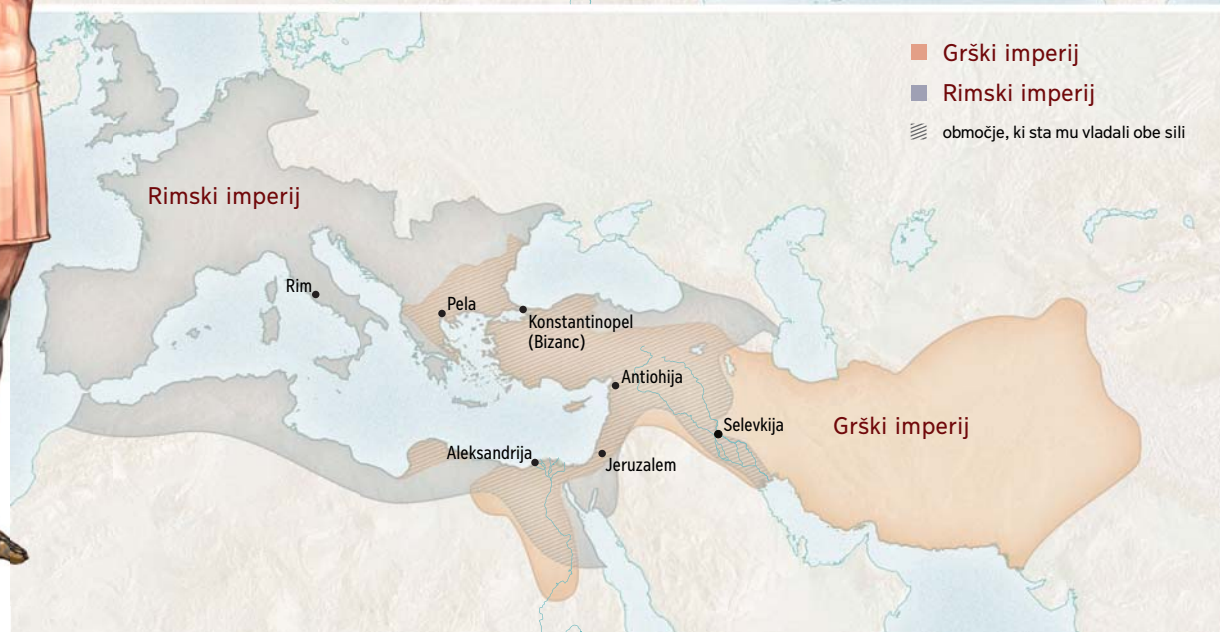 Grški imperij
Rimski imperij
območje, ki sta mu vladali obe sili
Rimski imperij
Rim
Pela
Konstantinopel
(Bizanc)
Antiohija
Selevkija
Grški imperij
Aleksandrija
Jeruzalem